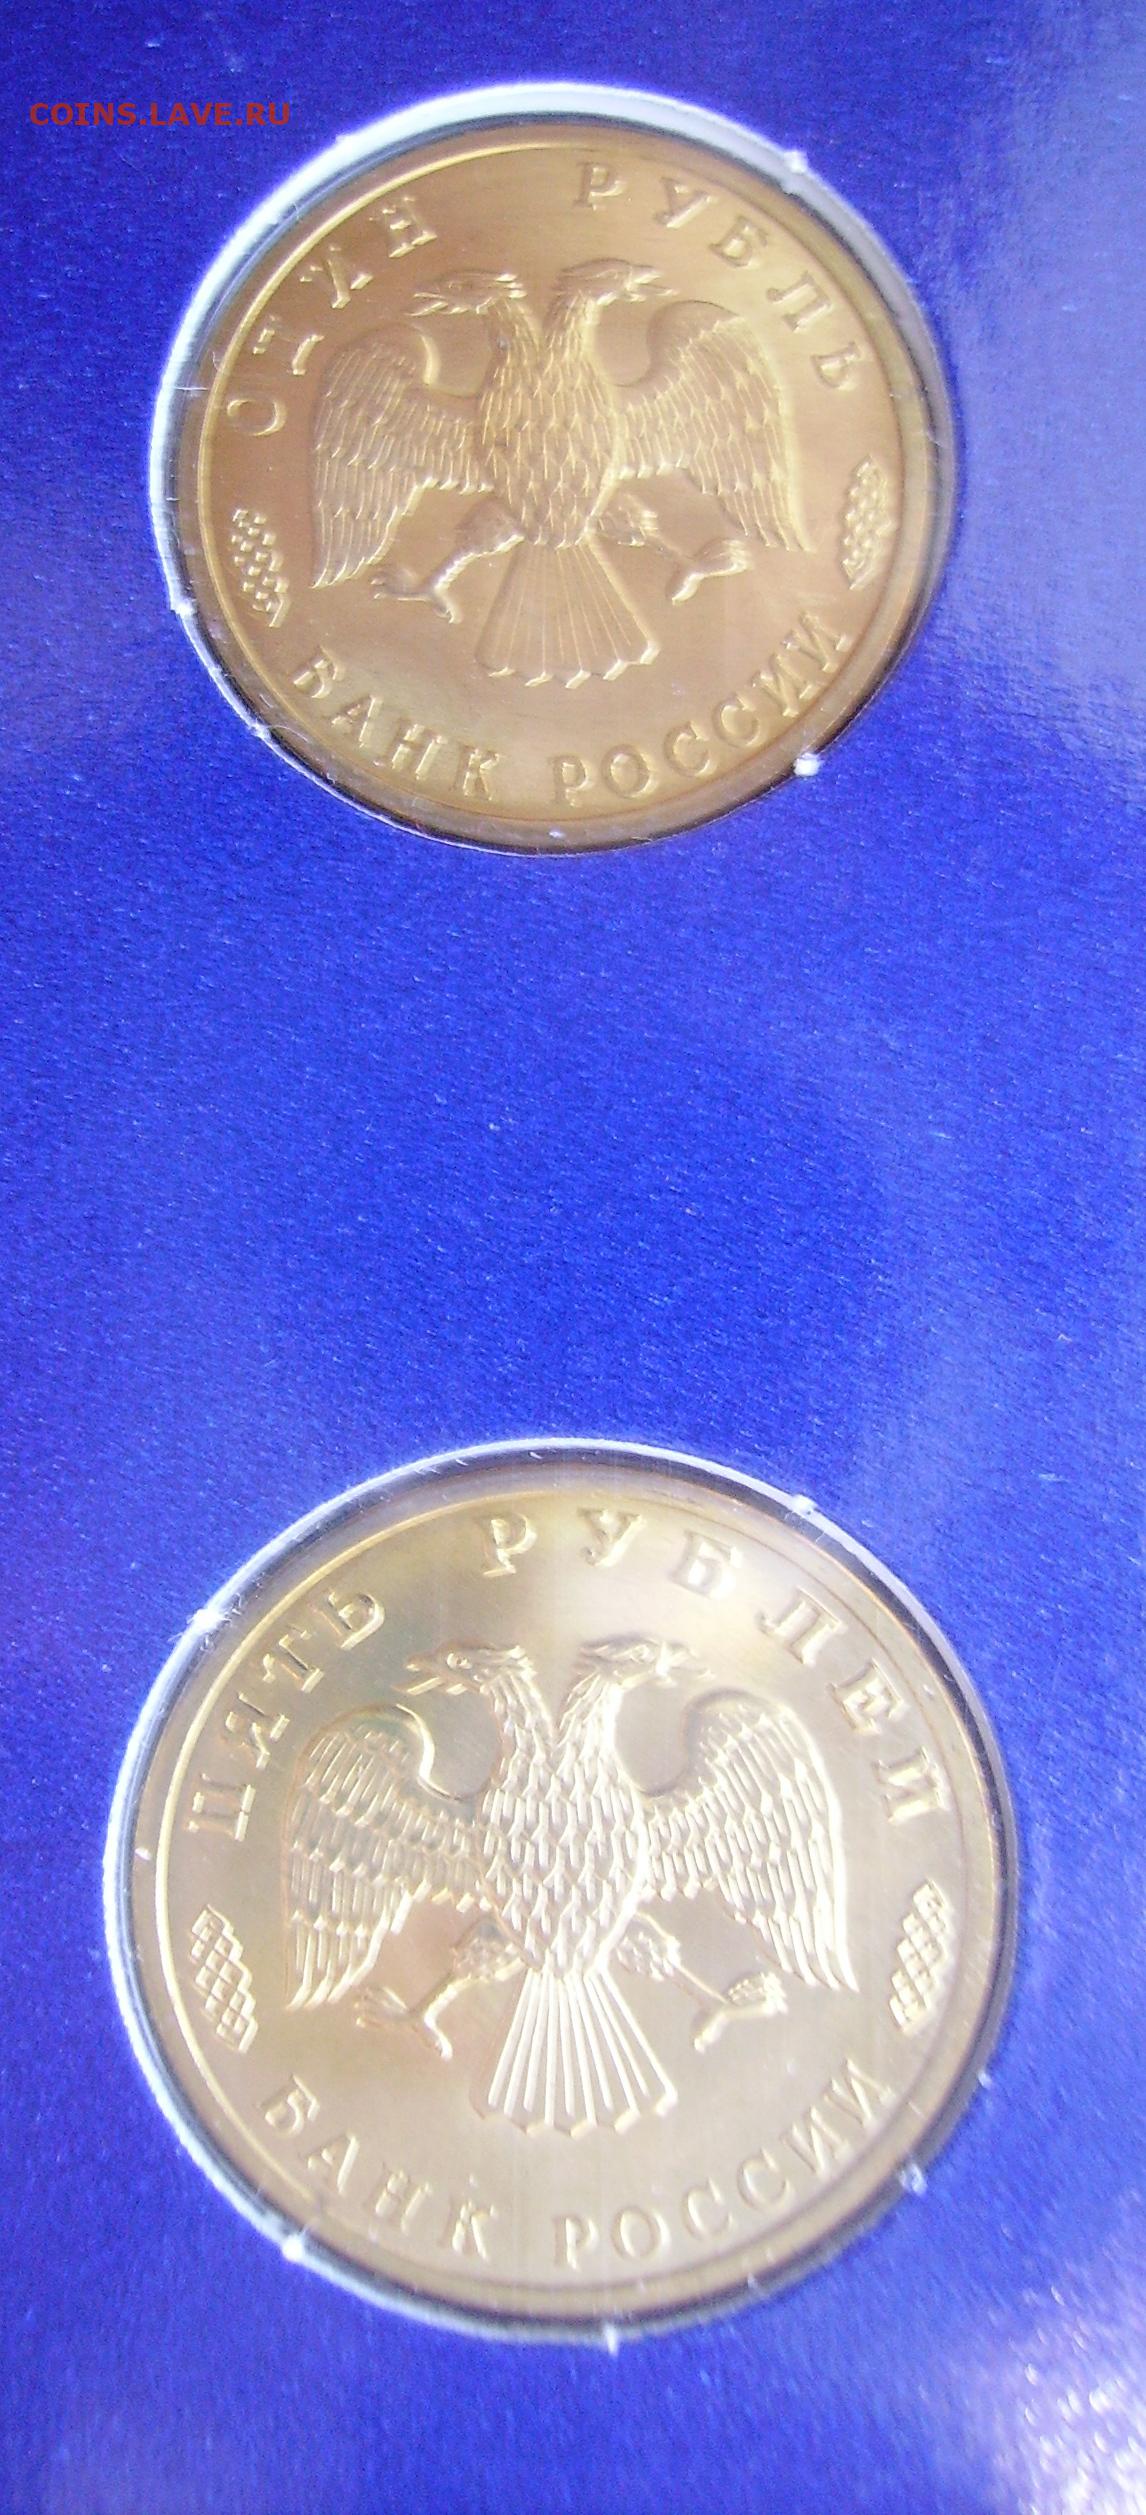 COINS.LAVE.RU
ОДИН РУБЛЬ
БАНК РОССИИ
ПЯТЬ РУБЛЕЙ
БАНК РОССИИ